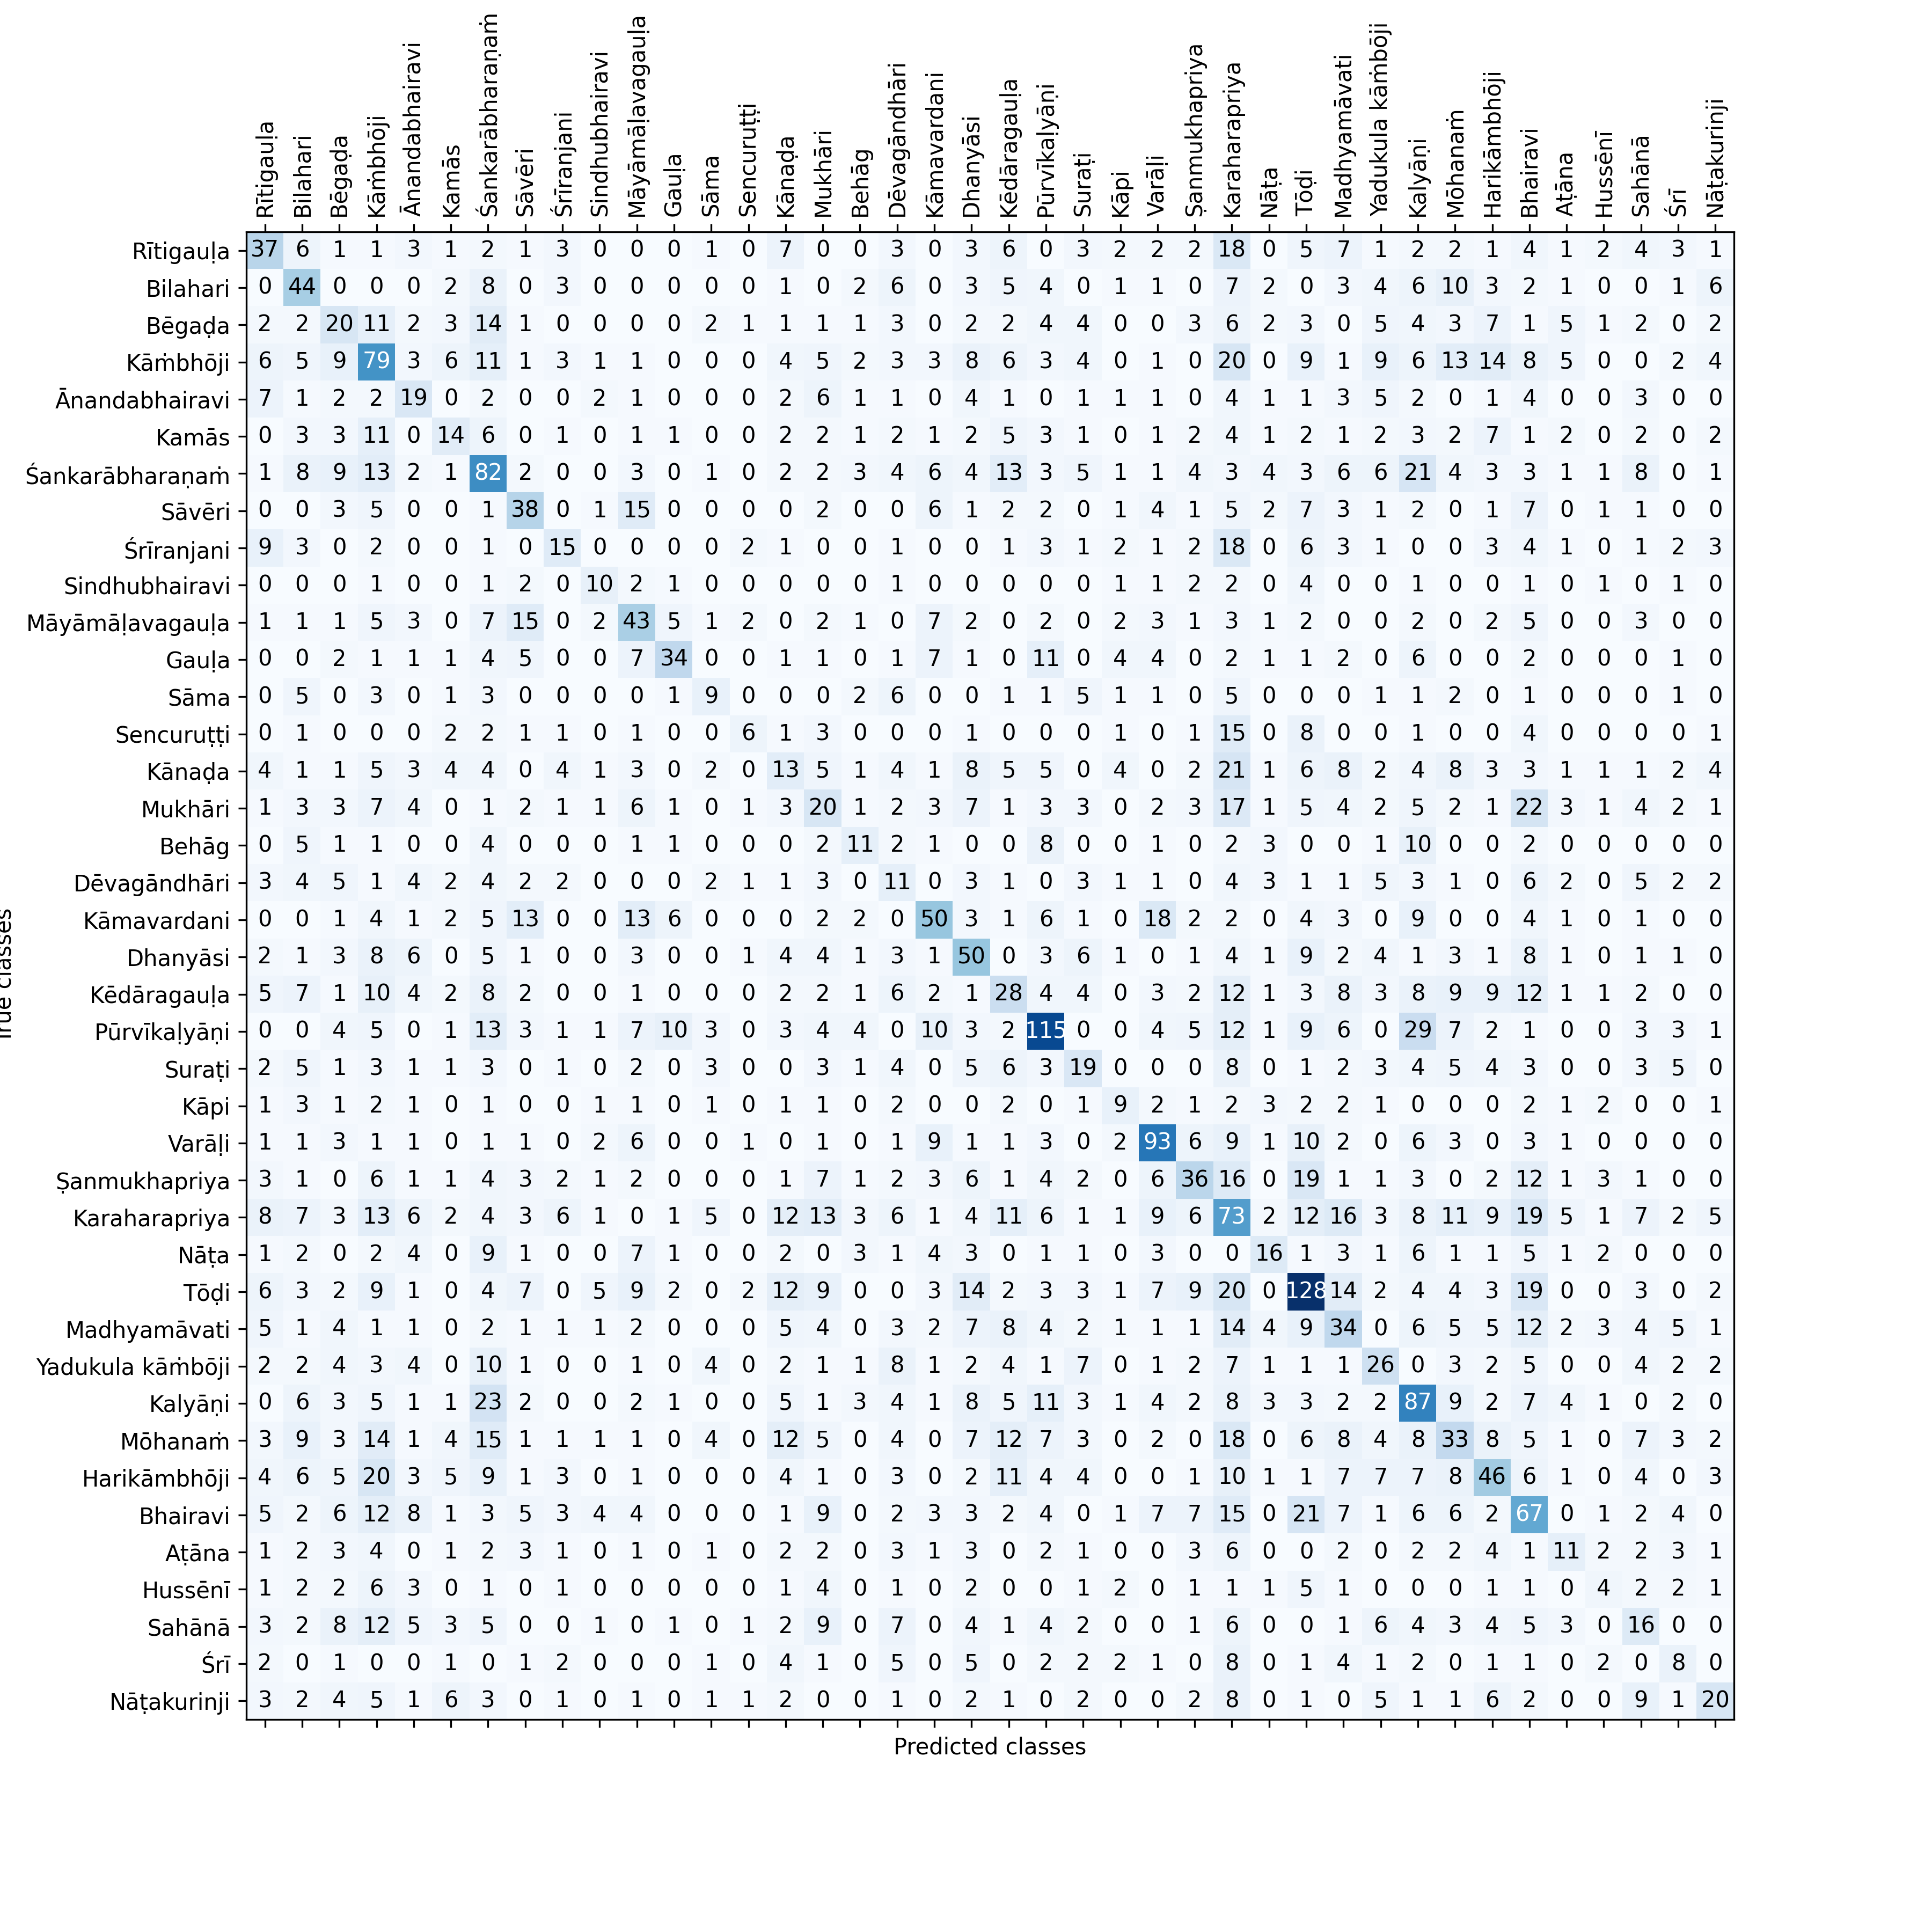 Rītigauḷa Bilahari Bēgaḍa Kāṁbhōji Ānandabhairavi Kamās Śankarābharaṇaṁ Sāvēri Śrīranjani Sindhubhairavi Māyāmāḷavagauḷa Gauḷa Sāma Sencuruṭṭi Kānaḍa Mukhāri Behāg Dēvagāndhāri Kāmavardani Dhanyāsi Kēdāragauḷa Pūrvīkaḷyāṇi Suraṭi Kāpi Varāḷi Ṣanmukhapriya Karaharapriya Nāṭa Tōḍi Madhyamāvati Yadukula kāṁbōji Kalyāṇi Mōhanaṁ Harikāmbhōji Bhairavi Aṭāna Hussēnī Sahānā Śrī Nāṭakurinji
Rītigauḷa 37 6 1 1 3 1 2 1 3 0 0 0 1 0 7 0 0 3 0 3 6 0 3 2 2 2 18 0 5 7 1 2 2 1 4 1 2 4 3 1
Bilahari 0 44 0 0 0 2 8 0 3 0 0 0 0 0 1 0 2 6 0 3 5 4 0 1 1 0 7 2 0 3 4 6 10 3 2 1 0 0 1 6
Bēgaḍa 2 2 20 11 2 3 14 1 0 0 0 0 2 1 1 1 1 3 0 2 2 4 4 0 0 3 6 2 3 0 5 4 3 7 1 5 1 2 0 2
Kāṁbhōji 6 5 9 79 3 6 11 1 3 1 1 0 0 0 4 5 2 3 3 8 6 3 4 0 1 0 20 0 9 1 9 6 13 14 8 5 0 0 2 4
Ānandabhairavi 7 1 2 2 19 0 2 0 0 2 1 0 0 0 2 6 1 1 0 4 1 0 1 1 1 0 4 1 1 3 5 2 0 1 4 0 0 3 0 0
Kamās 0 3 3 11 0 14 6 0 1 0 1 1 0 0 2 2 1 2 1 2 5 3 1 0 1 2 4 1 2 1 2 3 2 7 1 2 0 2 0 2
Śankarābharaṇaṁ 1 8 9 13 2 1 82 2 0 0 3 0 1 0 2 2 3 4 6 4 13 3 5 1 1 4 3 4 3 6 6 21 4 3 3 1 1 8 0 1
Sāvēri 0 0 3 5 0 0 1 38 0 1 15 0 0 0 0 2 0 0 6 1 2 2 0 1 4 1 5 2 7 3 1 2 0 1 7 0 1 1 0 0
Śrīranjani 9 3 0 2 0 0 1 0 15 0 0 0 0 2 1 0 0 1 0 0 1 3 1 2 1 2 18 0 6 3 1 0 0 3 4 1 0 1 2 3
Sindhubhairavi 0 0 0 1 0 0 1 2 0 10 2 1 0 0 0 0 0 1 0 0 0 0 0 1 1 2 2 0 4 0 0 1 0 0 1 0 1 0 1 0
Māyāmāḷavagauḷa 1 1 1 5 3 0 7 15 0 2 43 5 1 2 0 2 1 0 7 2 0 2 0 2 3 1 3 1 2 0 0 2 0 2 5 0 0 3 0 0
Gauḷa 0 0 2 1 1 1 4 5 0 0 7 34 0 0 1 1 0 1 7 1 0 11 0 4 4 0 2 1 1 2 0 6 0 0 2 0 0 0 1 0
Sāma 0 5 0 3 0 1 3 0 0 0 0 1 9 0 0 0 2 6 0 0 1 1 5 1 1 0 5 0 0 0 1 1 2 0 1 0 0 0 1 0
Sencuruṭṭi 0 1 0 0 0 2 2 1 1 0 1 0 0 6 1 3 0 0 0 1 0 0 0 1 0 1 15 0 8 0 0 1 0 0 4 0 0 0 0 1
Kānaḍa 4 1 1 5 3 4 4 0 4 1 3 0 2 0 13 5 1 4 1 8 5 5 0 4 0 2 21 1 6 8 2 4 8 3 3 1 1 1 2 4
Mukhāri 1 3 3 7 4 0 1 2 1 1 6 1 0 1 3 20 1 2 3 7 1 3 3 0 2 3 17 1 5 4 2 5 2 1 22 3 1 4 2 1
Behāg 0 5 1 1 0 0 4 0 0 0 1 1 0 0 0 2 11 2 1 0 0 8 0 0 1 0 2 3 0 0 1 10 0 0 2 0 0 0 0 0
Dēvagāndhāri 3 4 5 1 4 2 4 2 2 0 0 0 2 1 1 3 0 11 0 3 1 0 3 1 1 0 4 3 1 1 5 3 1 0 6 2 0 5 2 2
Kāmavardani 0 0 1 4 1 2 5 13 0 0 13 6 0 0 0 2 2 0 50 3 1 6 1 0 18 2 2 0 4 3 0 9 0 0 4 1 0 1 0 0
Dhanyāsi 2 1 3 8 6 0 5 1 0 0 3 0 0 1 4 4 1 3 1 50 0 3 6 1 0 1 4 1 9 2 4 1 3 1 8 1 0 1 1 0
Kēdāragauḷa 5 7 1 10 4 2 8 2 0 0 1 0 0 0 2 2 1 6 2 1 28 4 4 0 3 2 12 1 3 8 3 8 9 9 12 1 1 2 0 0
Pūrvīkaḷyāṇi 0 0 4 5 0 1 13 3 1 1 7 10 3 0 3 4 4 0 10 3 2 115 0 0 4 5 12 1 9 6 0 29 7 2 1 0 0 3 3 1
Suraṭi 2 5 1 3 1 1 3 0 1 0 2 0 3 0 0 3 1 4 0 5 6 3 19 0 0 0 8 0 1 2 3 4 5 4 3 0 0 3 5 0
Kāpi 1 3 1 2 1 0 1 0 0 1 1 0 1 0 1 1 0 2 0 0 2 0 1 9 2 1 2 3 2 2 1 0 0 0 2 1 2 0 0 1
Varāḷi 1 1 3 1 1 0 1 1 0 2 6 0 0 1 0 1 0 1 9 1 1 3 0 2 93 6 9 1 10 2 0 6 3 0 3 1 0 0 0 0
Ṣanmukhapriya 3 1 0 6 1 1 4 3 2 1 2 0 0 0 1 7 1 2 3 6 1 4 2 0 6 36 16 0 19 1 1 3 0 2 12 1 3 1 0 0
Karaharapriya 8 7 3 13 6 2 4 3 6 1 0 1 5 0 12 13 3 6 1 4 11 6 1 1 9 6 73 2 12 16 3 8 11 9 19 5 1 7 2 5
Nāṭa 1 2 0 2 4 0 9 1 0 0 7 1 0 0 2 0 3 1 4 3 0 1 1 0 3 0 0 16 1 3 1 6 1 1 5 1 2 0 0 0
Tōḍi 6 3 2 9 1 0 4 7 0 5 9 2 0 2 12 9 0 0 3 14 2 3 3 1 7 9 20 0 128 14 2 4 4 3 19 0 0 3 0 2
Madhyamāvati 5 1 4 1 1 0 2 1 1 1 2 0 0 0 5 4 0 3 2 7 8 4 2 1 1 1 14 4 9 34 0 6 5 5 12 2 3 4 5 1
Yadukula kāṁbōji 2 2 4 3 4 0 10 1 0 0 1 0 4 0 2 1 1 8 1 2 4 1 7 0 1 2 7 1 1 1 26 0 3 2 5 0 0 4 2 2
Kalyāṇi 0 6 3 5 1 1 23 2 0 0 2 1 0 0 5 1 3 4 1 8 5 11 3 1 4 2 8 3 3 2 2 87 9 2 7 4 1 0 2 0
Mōhanaṁ 3 9 3 14 1 4 15 1 1 1 1 0 4 0 12 5 0 4 0 7 12 7 3 0 2 0 18 0 6 8 4 8 33 8 5 1 0 7 3 2
Harikāmbhōji 4 6 5 20 3 5 9 1 3 0 1 0 0 0 4 1 0 3 0 2 11 4 4 0 0 1 10 1 1 7 7 7 8 46 6 1 0 4 0 3
Bhairavi 5 2 6 12 8 1 3 5 3 4 4 0 0 0 1 9 0 2 3 3 2 4 0 1 7 7 15 0 21 7 1 6 6 2 67 0 1 2 4 0
Aṭāna 1 2 3 4 0 1 2 3 1 0 1 0 1 0 2 2 0 3 1 3 0 2 1 0 0 3 6 0 0 2 0 2 2 4 1 11 2 2 3 1
Hussēnī 1 2 2 6 3 0 1 0 1 0 0 0 0 0 1 4 0 1 0 2 0 0 1 2 0 1 1 1 5 1 0 0 0 1 1 0 4 2 2 1
Sahānā 3 2 8 12 5 3 5 0 0 1 0 1 0 1 2 9 0 7 0 4 1 4 2 0 0 1 6 0 0 1 6 4 3 4 5 3 0 16 0 0
Śrī 2 0 1 0 0 1 0 1 2 0 0 0 1 0 4 1 0 5 0 5 0 2 2 2 1 0 8 0 1 4 1 2 0 1 1 0 2 0 8 0
Nāṭakurinji 3 2 4 5 1 6 3 0 1 0 1 0 1 1 2 0 0 1 0 2 1 0 2 0 0 2 8 0 1 0 5 1 1 6 2 0 0 9 1 20
Predicted classes